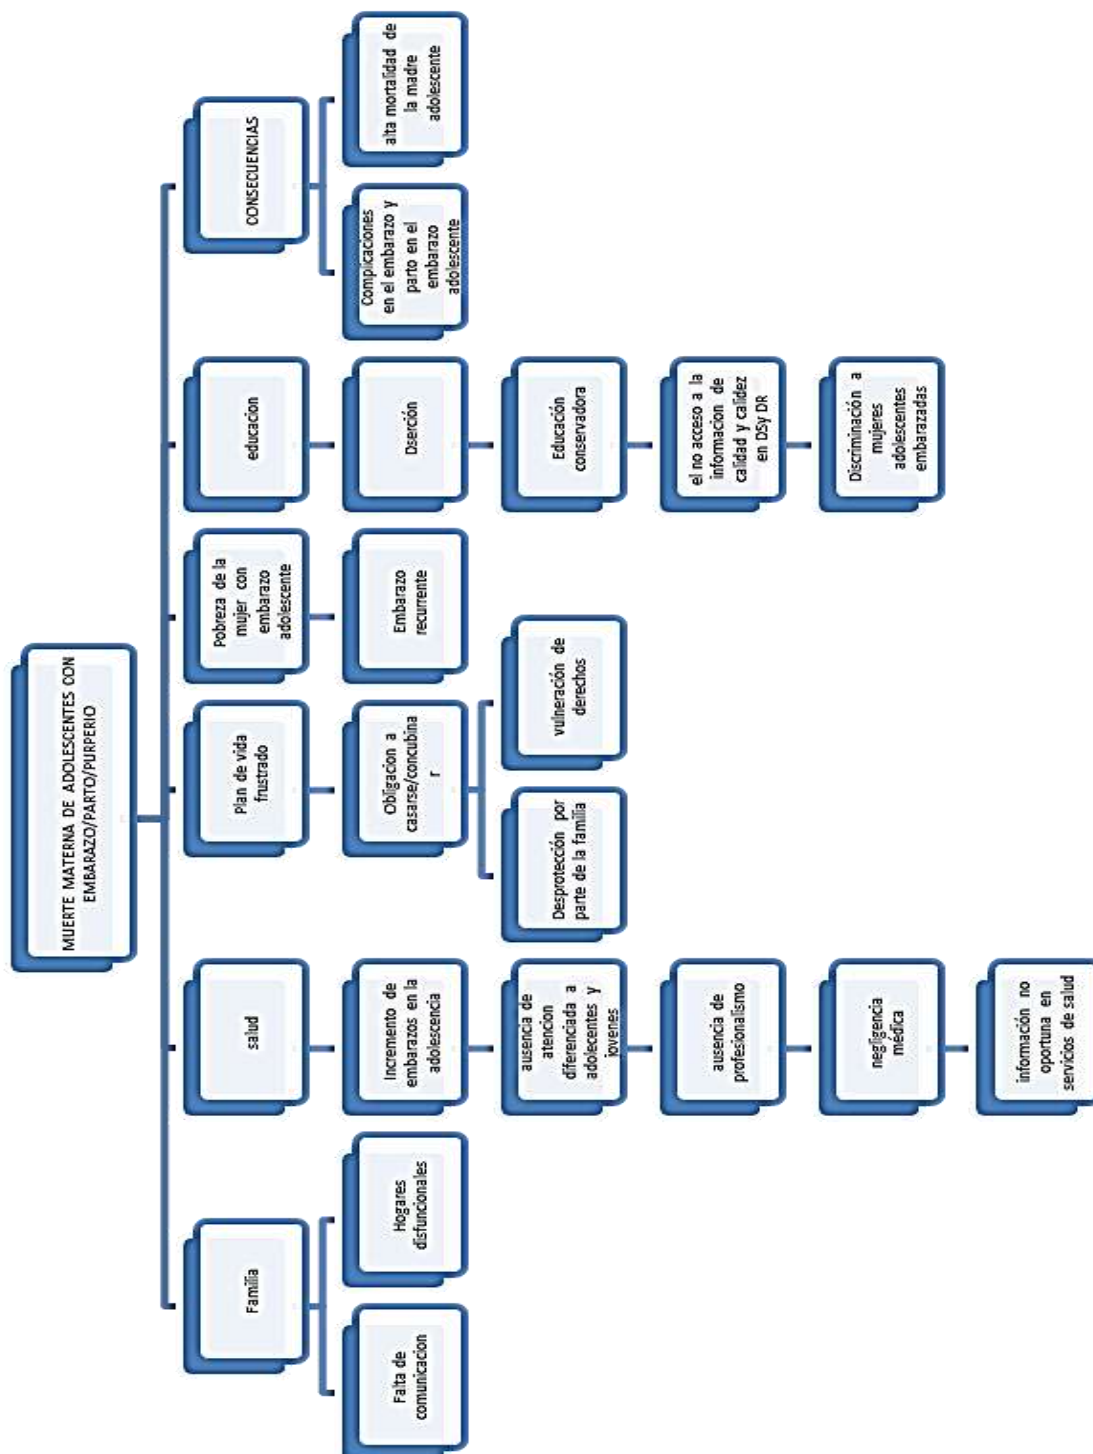 MUERTE MATERNA DE ADOLESCENTES CON
EMBARAZO/PARTO/PURPERIO
Familia
Falta de
comunicacion
Hogares
disfuncionales
salud
Incremento de
embarazos en la
adolescencia
ausencia de
atencion
diferenciada a
adolecentes y
jovenes
ausencia de
profesionalismo
negligencia
médica
información no
oportuna en
servicios de salud
Plan de vida
frustrado
Obligacion a
casarse/concubina
r
Desprotección por
parte de la familia
vulneración de
derechos
Pobreza de la
mujer con
embarazo
adolescente
Embarazo
recurrente
educacion
Dserción
Educación
conservadora
el no acceso a la
informacion de
calidad y calidez
en DSy DR
Discriminación a
mujeres
adolescentes
embarazadas
CONSECUENCIAS
Complicaciones
en el embarazo y
parto en el
embarazo
adolescente
alta mortalidad de
la madre
adolescente